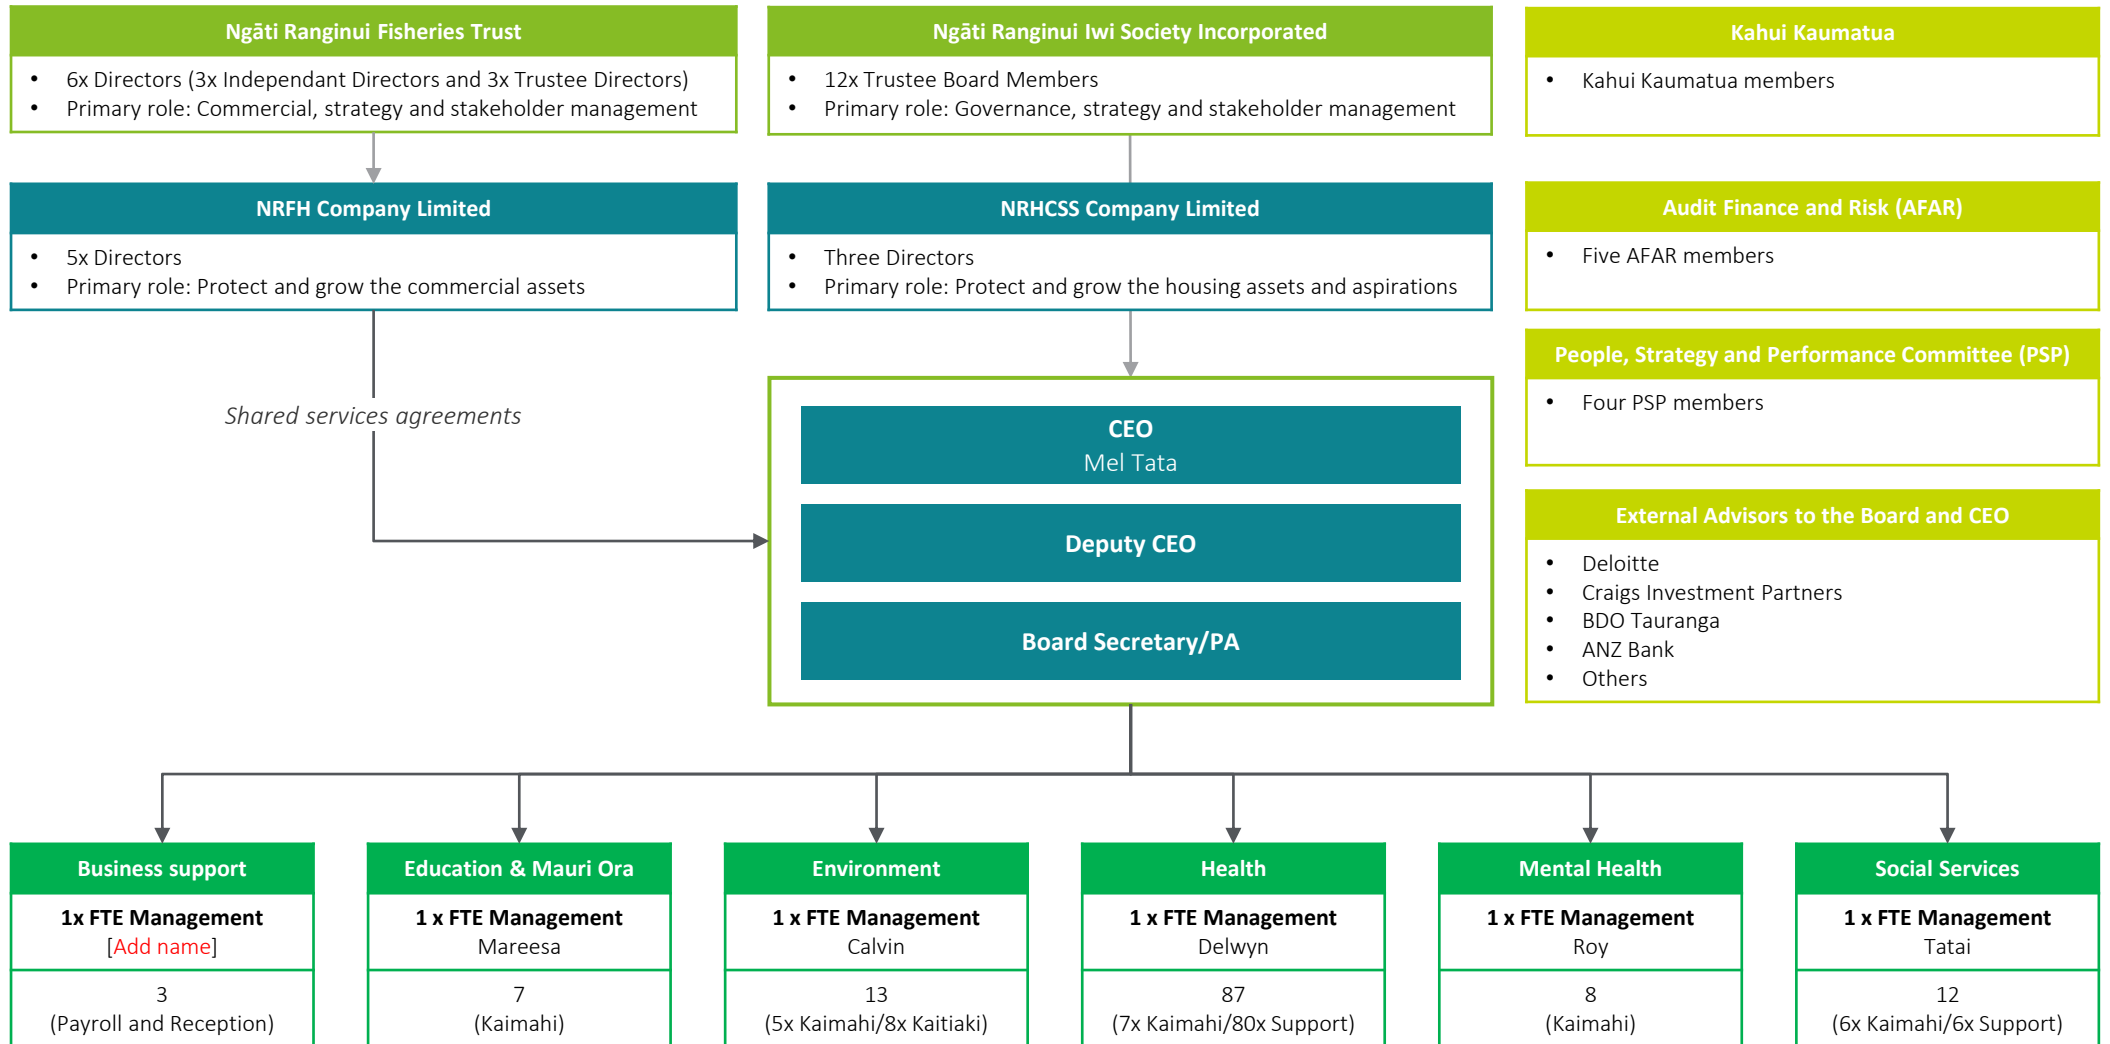 Ngāti Ranginui Fisheries Trust
• 6x Directors (3x Independant Directors and 3x Trustee Directors)
• Primary role: Commercial, strategy and stakeholder management
Ngāti Ranginui Iwi Society Incorporated
• 12x Trustee Board Members
• Primary role: Governance, strategy and stakeholder management
Kahui Kaumatua
• Kahui Kaumatua members
NRFH Company Limited
• 5x Directors
• Primary role: Protect and grow the commercial assets
NRHCSS Company Limited
• Three Directors
• Primary role: Protect and grow the housing assets and aspirations
Audit Finance and Risk (AFAR)
• Five AFAR members
People, Strategy and Performance Committee (PSP)
• Four PSP members
Shared services agreements
CEO
Mel Tata
Deputy CEO
Board Secretary/PA
External Advisors to the Board and CEO
• Deloitte
• Craigs Investment Partners
• BDO Tauranga
• ANZ Bank
• Others
Business support
1x FTE Management
[Add name]
3
(Payroll and Reception)
Education & Mauri Ora
1 x FTE Management
Mareesa
7
(Kaimahi)
Environment
1 x FTE Management
Calvin
13
(5x Kaimahi/8x Kaitiaki)
Health
1 x FTE Management
Delwyn
87
(7x Kaimahi/80x Support)
Mental Health
1 x FTE Management
Roy
8
(Kaimahi)
Social Services
1 x FTE Management
Tatai
12
(6x Kaimahi/6x Support)